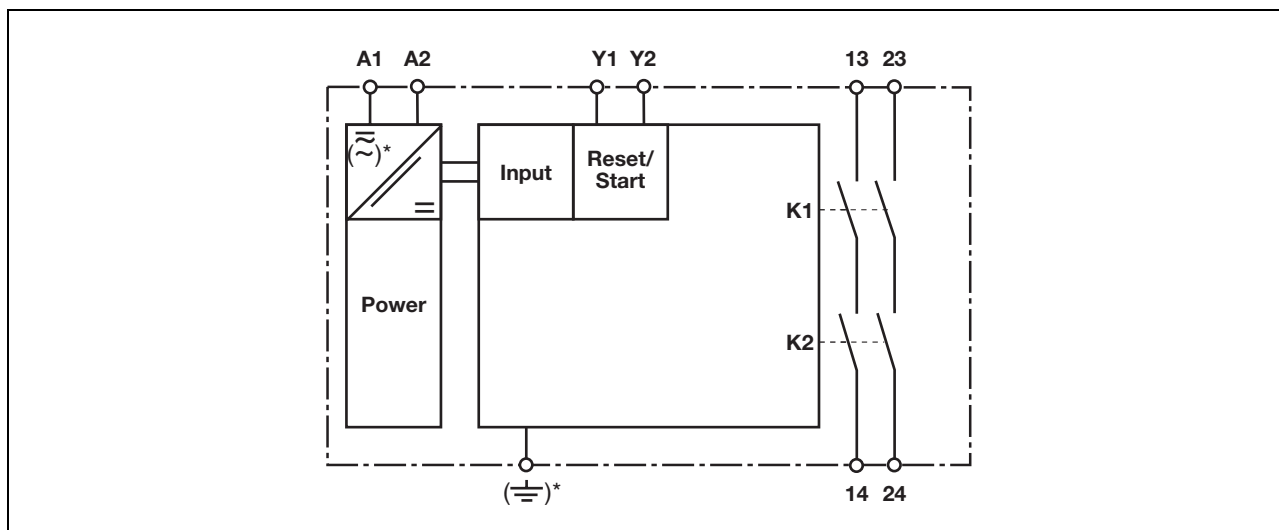 A1 A2 Y1 Y2 13 23
(~)*
Input
Reset/
Start
=
K1
Power
K2
( )*
14 24